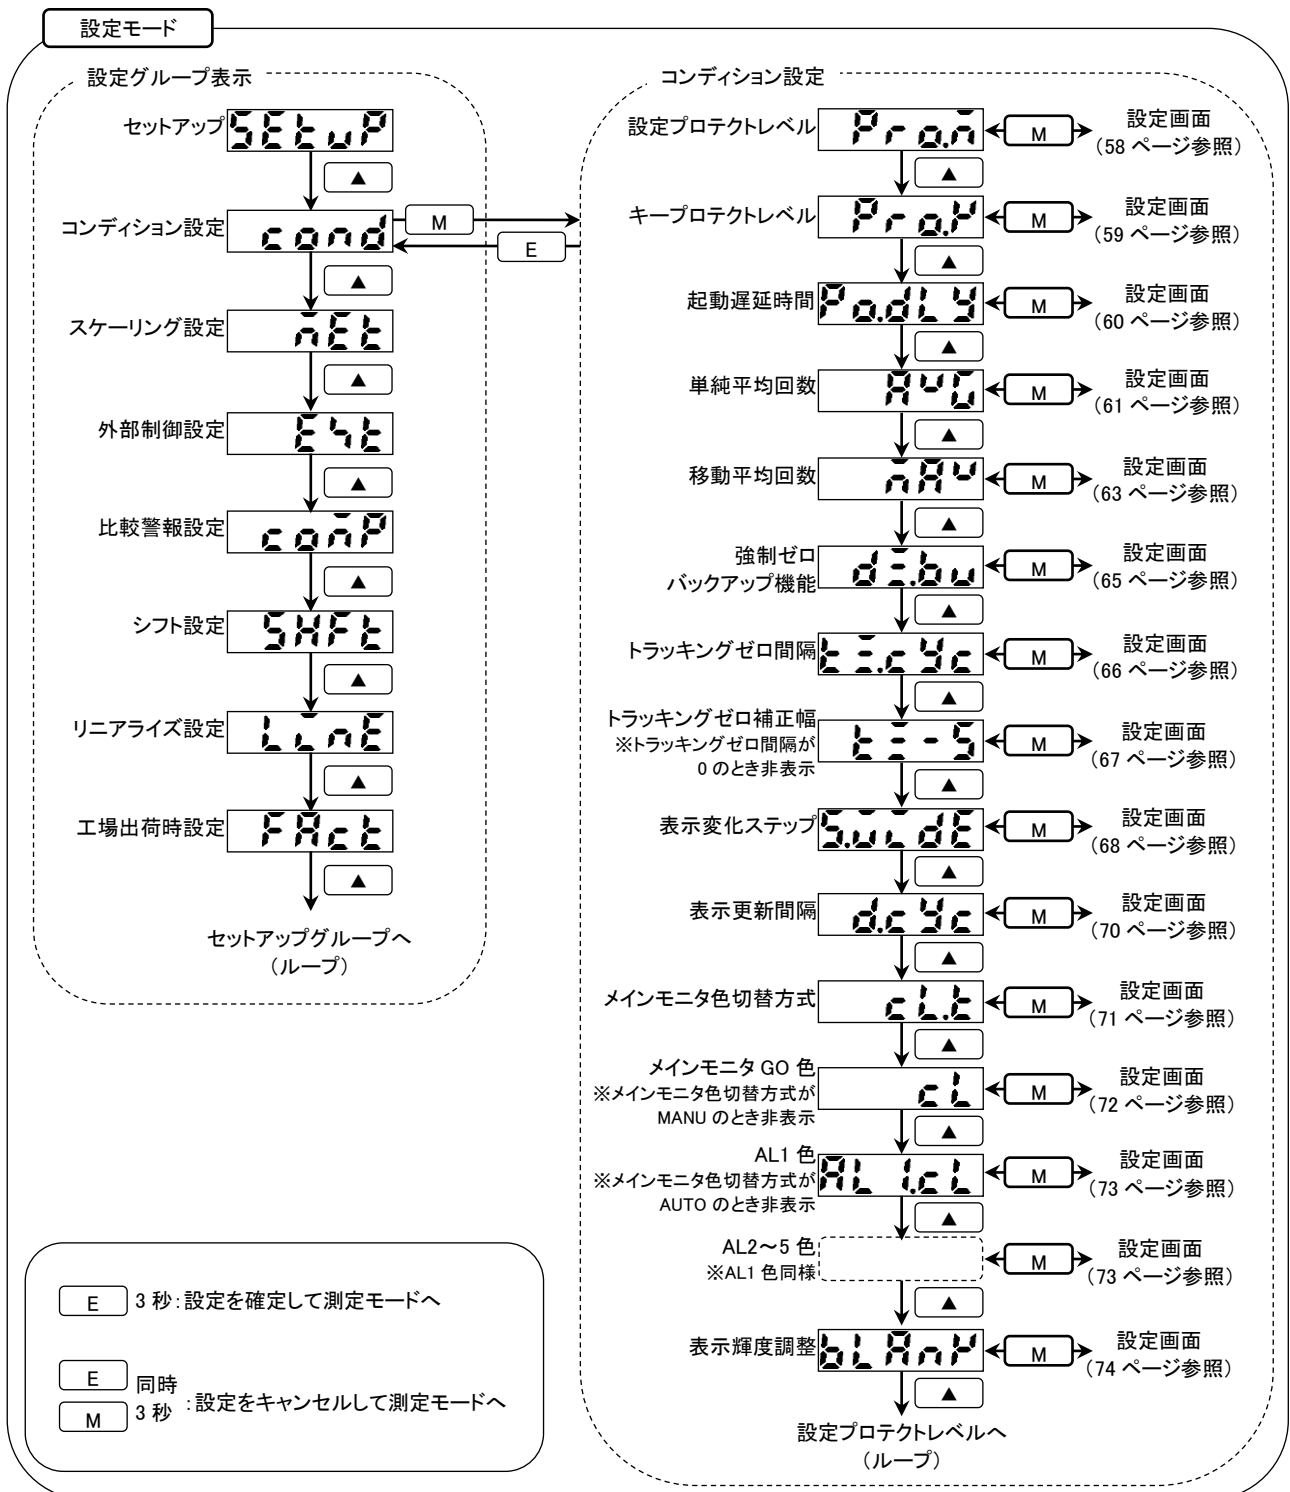 設定モード
設定グループ表示
セットアップ SEtuP
▲
コンディション設定 cond
M
E
▲
スケーリング設定 mEt
▲
外部制御設定 Ext
▲
比較警報設定 comP
▲
シフト設定 SHFt
▲
リニアライズ設定 LinE
▲
工場出荷時設定 FAct
▲
セットアップグループへ
(ループ)
コンディション設定
設定プロテクトレベル Pro.m M 設定画面
(58 ページ参照)
▲
キープロテクトレベル Pro.K M 設定画面
(59 ページ参照)
▲
起動遅延時間 Po.dLY M 設定画面
(60 ページ参照)
▲
単純平均回数 AvG M 設定画面
(61 ページ参照)
▲
移動平均回数 mAv M 設定画面
(63 ページ参照)
▲
強制ゼロ
バックアップ機能 dZ.bu M 設定画面
(65 ページ参照)
▲
トラッキングゼロ間隔 tZ.cYc M 設定画面
(66 ページ参照)
▲
トラッキングゼロ補正幅
※トラッキングゼロ間隔が
0 のとき非表示
tZ-S M 設定画面
(67 ページ参照)
▲
表示変化ステップ S.widE M 設定画面
(68 ページ参照)
▲
表示更新間隔 d.cYc M 設定画面
(70 ページ参照)
▲
メインモニタ色切替方式 cL.t M 設定画面
(71 ページ参照)
▲
メインモニタ GO 色
※メインモニタ色切替方式が
MANU のとき非表示
cL M 設定画面
(72 ページ参照)
▲
AL1 色
※メインモニタ色切替方式が
AUTO のとき非表示
AL1.cL M 設定画面
(73 ページ参照)
▲
AL2～5 色
※AL1 色同様
M 設定画面
(73 ページ参照)
▲
表示輝度調整 bLAnK M 設定画面
(74 ページ参照)
▲
設定プロテクトレベルへ
(ループ)
E 3 秒:設定を確定して測定モードへ
E 同時
M 3 秒 :設定をキャンセルして測定モードへ